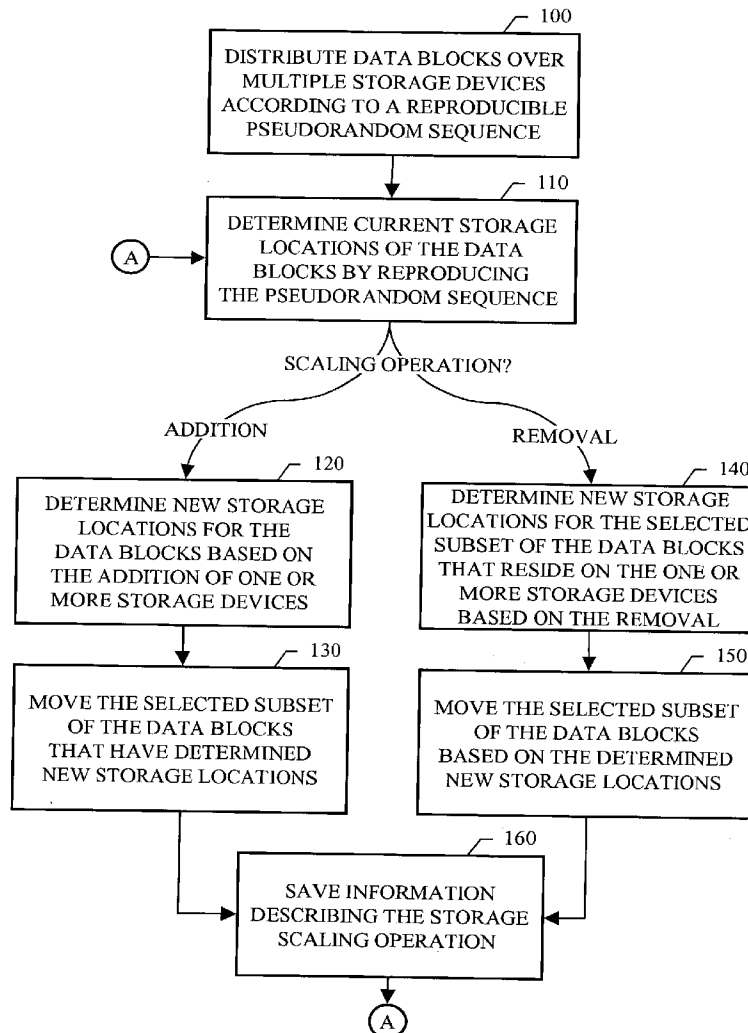 100
DISTRIBUTE DATA BLOCKS OVER
MULTIPLE STORAGE DEVICES
ACCORDING TO A REPRODUCIBLE
PSEUDORANDOM SEQUENCE
110
DETERMINE CURRENT STORAGE
LOCATIONS OF THE DATA
BLOCKS BY REPRODUCING
THE PSEUDORANDOM SEQUENCE
A
SCALING OPERATION?
ADDITION
REMOVAL
120
DETERMINE NEW STORAGE
LOCATIONS FOR THE
DATA BLOCKS BASED ON
THE ADDITION OF ONE OR
MORE STORAGE DEVICES
140
DETERMINE NEW STORAGE
LOCATIONS FOR THE SELECTED
SUBSET OF THE DATA BLOCKS
THAT RESIDE ON THE ONE OR
MORE STORAGE DEVICES
BASED ON THE REMOVAL
130
MOVE THE SELECTED SUBSET
OF THE DATA BLOCKS
THAT HAVE DETERMINED
NEW STORAGE LOCATIONS
150
MOVE THE SELECTED SUBSET
OF THE DATA BLOCKS
BASED ON THE DETERMINED
NEW STORAGE LOCATIONS
160
SAVE INFORMATION
DESCRIBING THE STORAGE
SCALING OPERATION
A